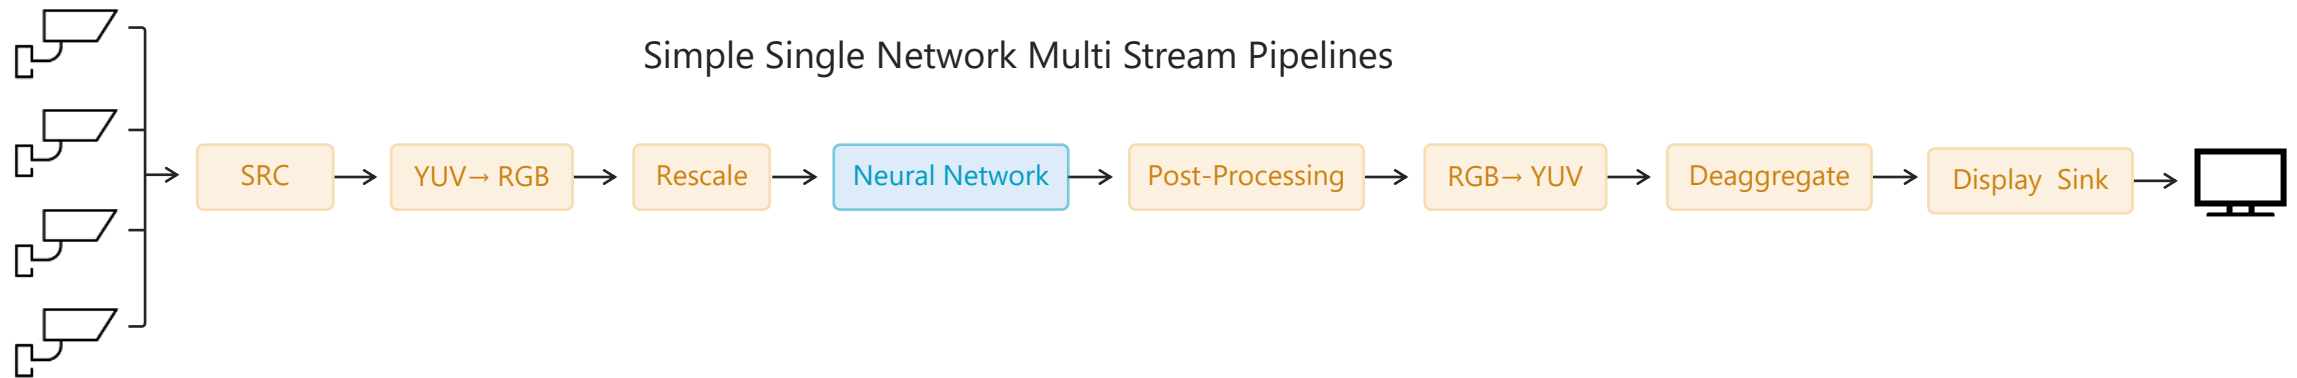 Simple Single Network Multi Stream Pipelines
SRC
YUV→ RGB
Rescale
Neural Network
Post-Processing
RGB→ YUV
Deaggregate
Display Sink